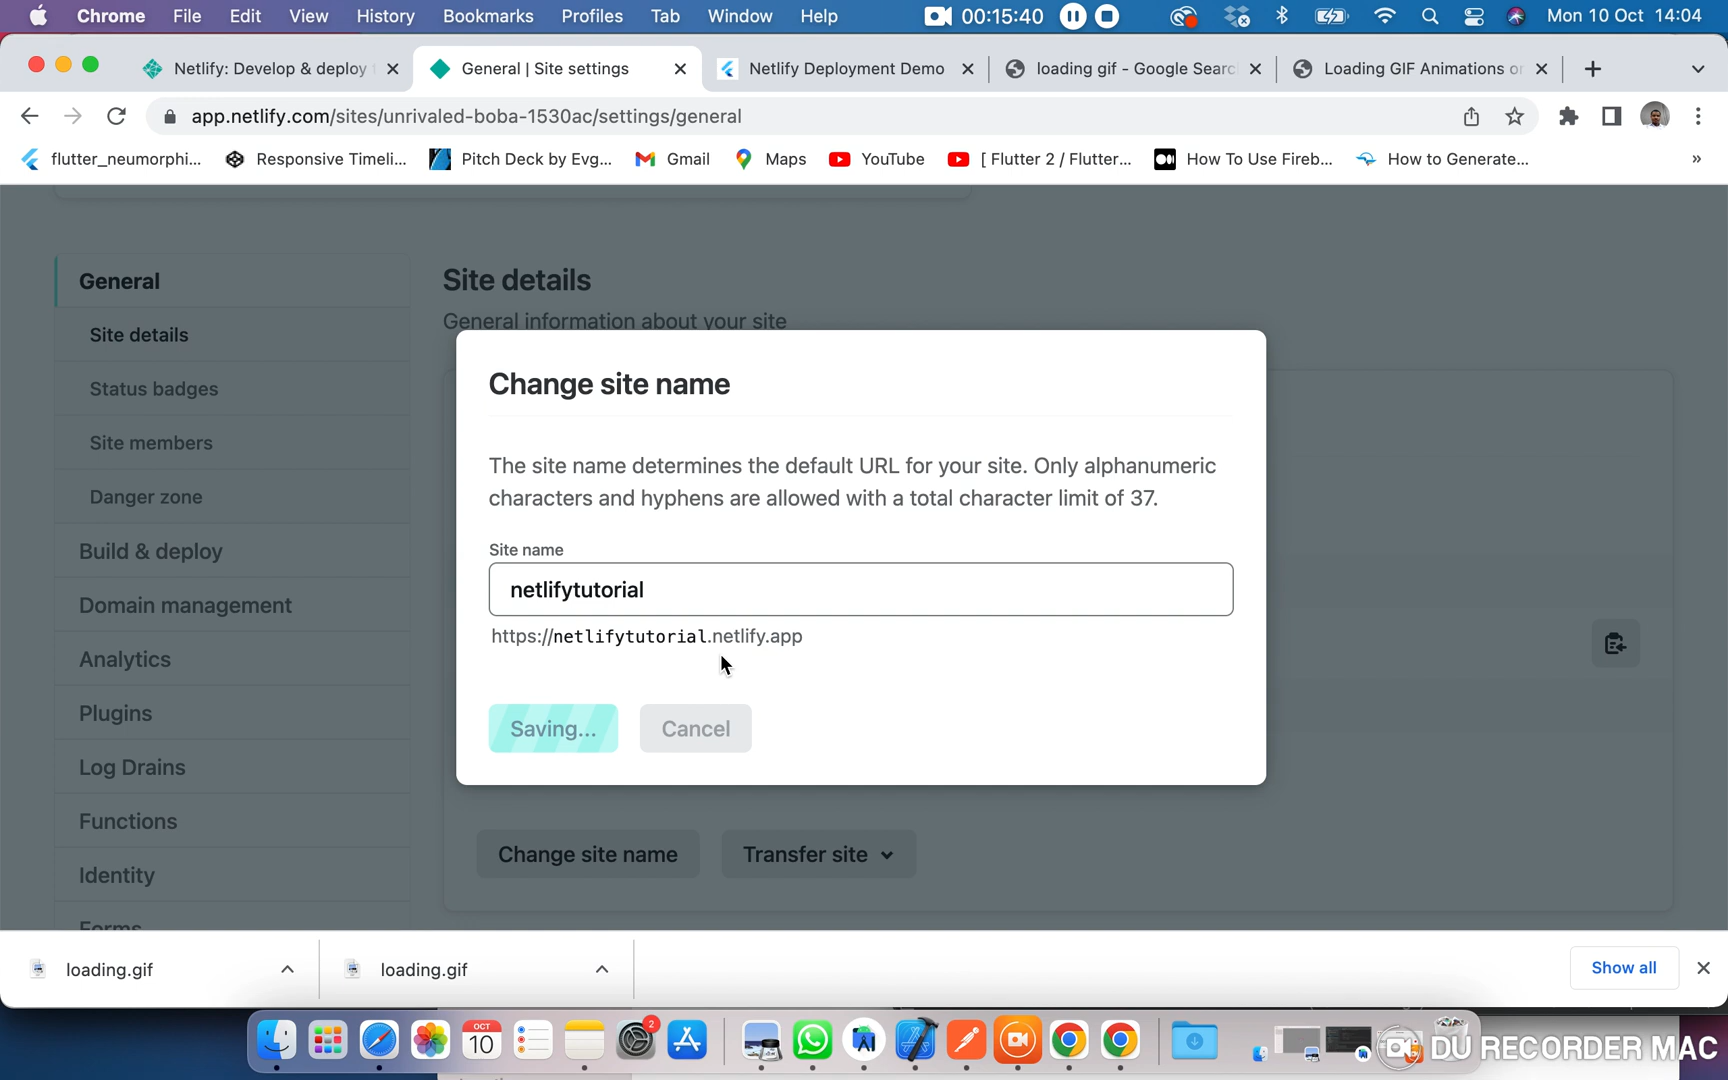 Chrome File Edit View History Bookmarks Profiles Tab Window Help 00:15:40 Mon 10 Oct 14:04
Netlify: Develop & deploy General | Site settings Netlify Deployment Demo loading gif - Google Searc Loading GIF Animations or
app.netlify.com/sites/unrivaled-boba-1530ac/settings/general
flutter_neumorphi... Responsive Timeli... Pitch Deck by Evg... Gmail Maps YouTube [ Flutter 2 / Flutter... How To Use Fireb... How to Generate... »
General
Site details
Status badges
Site members
Danger zone
Build & deploy
Domain management
Analytics
Plugins
Log Drains
Functions
Identity
Forms
Site details
General information about your site
Change site name
The site name determines the default URL for your site. Only alphanumeric
characters and hyphens are allowed with a total character limit of 37.
Site name
netlifytutorial
https://netlifytutorial.netlify.app
Saving... Cancel
Change site name Transfer site
loading.gif loading.gif Show all
OCT
10
2
DU RECORDER MAC